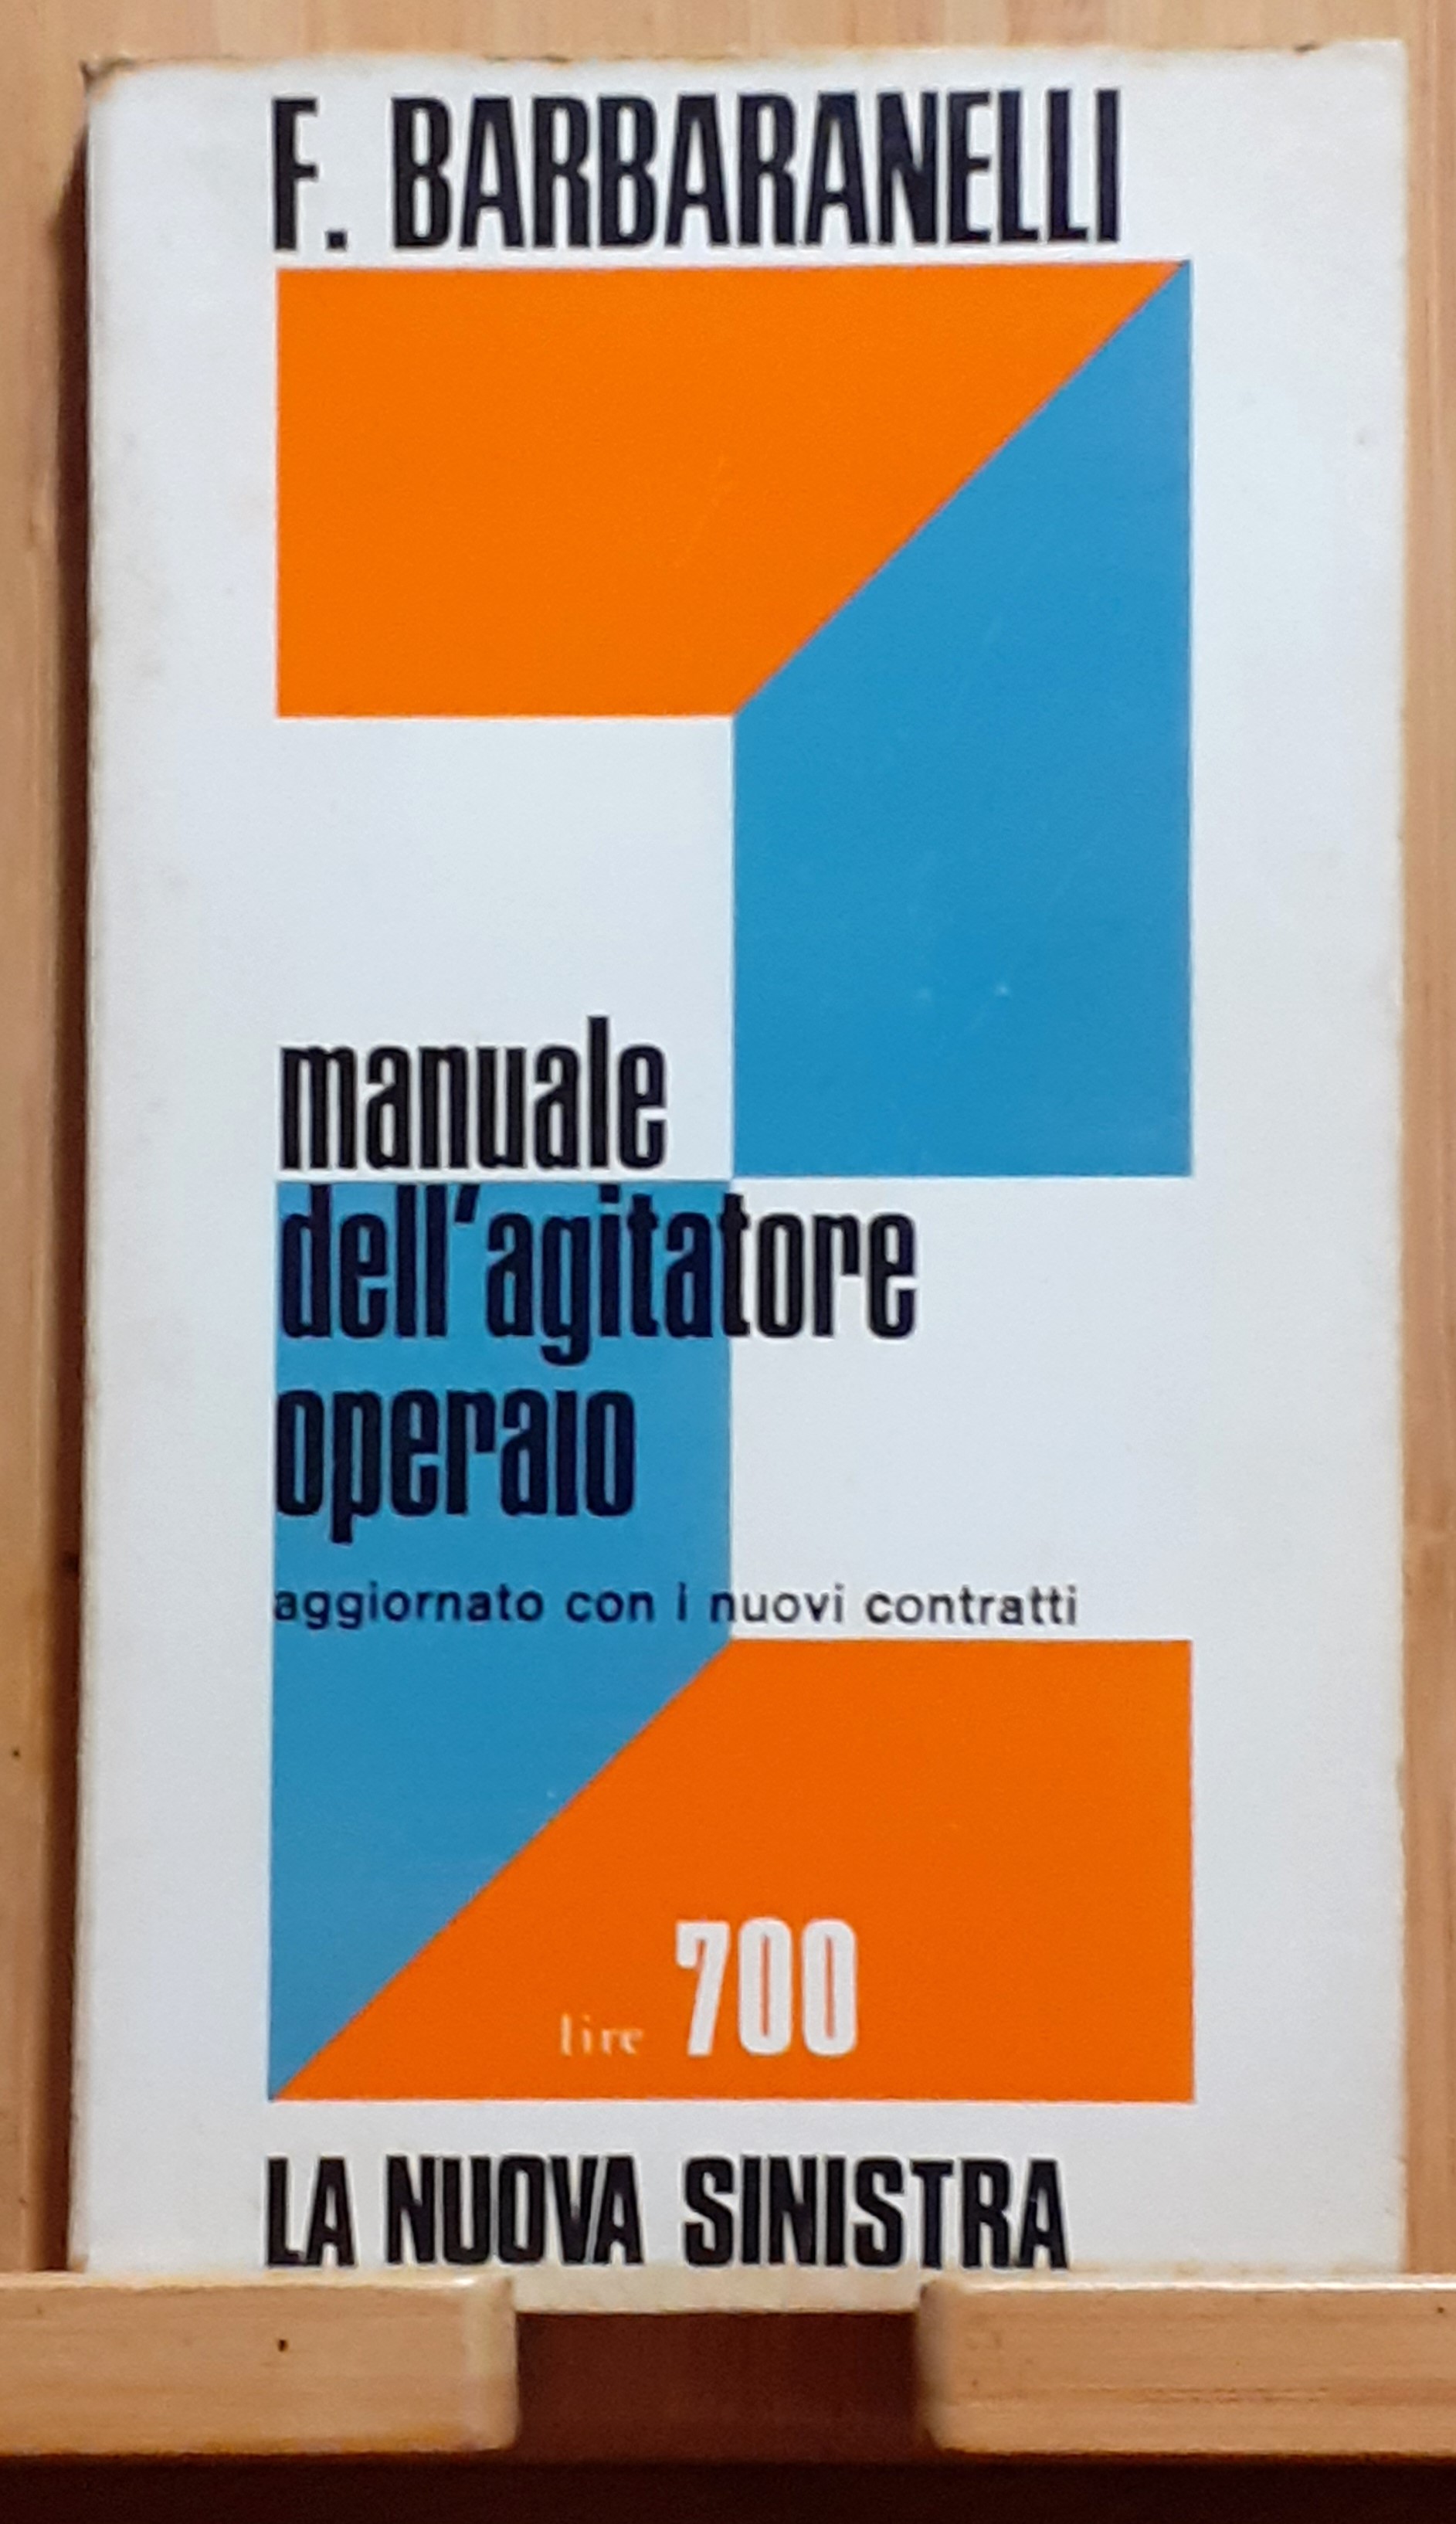 F. BARBARANELLI
manuale
dell'agitatore
operaio
aggiornato con i nuovi contratti
lire 700
LA NUOVA SINISTRA